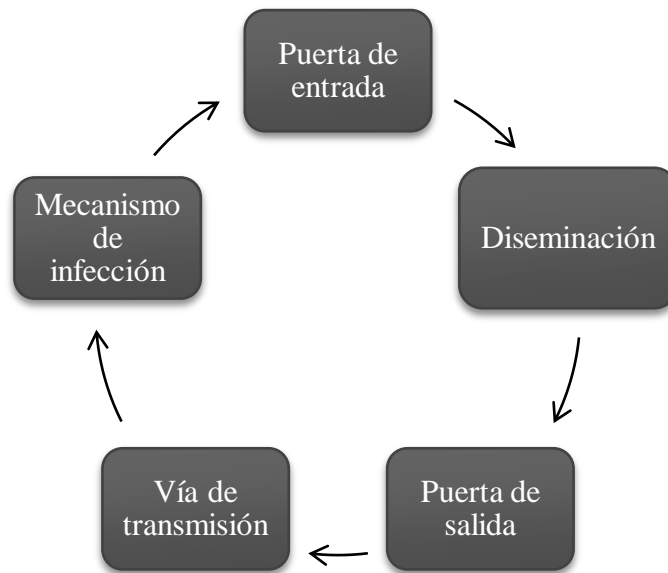 Puerta de
entrada
Diseminación
Puerta de
salida
Vía de
transmisión
Mecanismo
de
infección